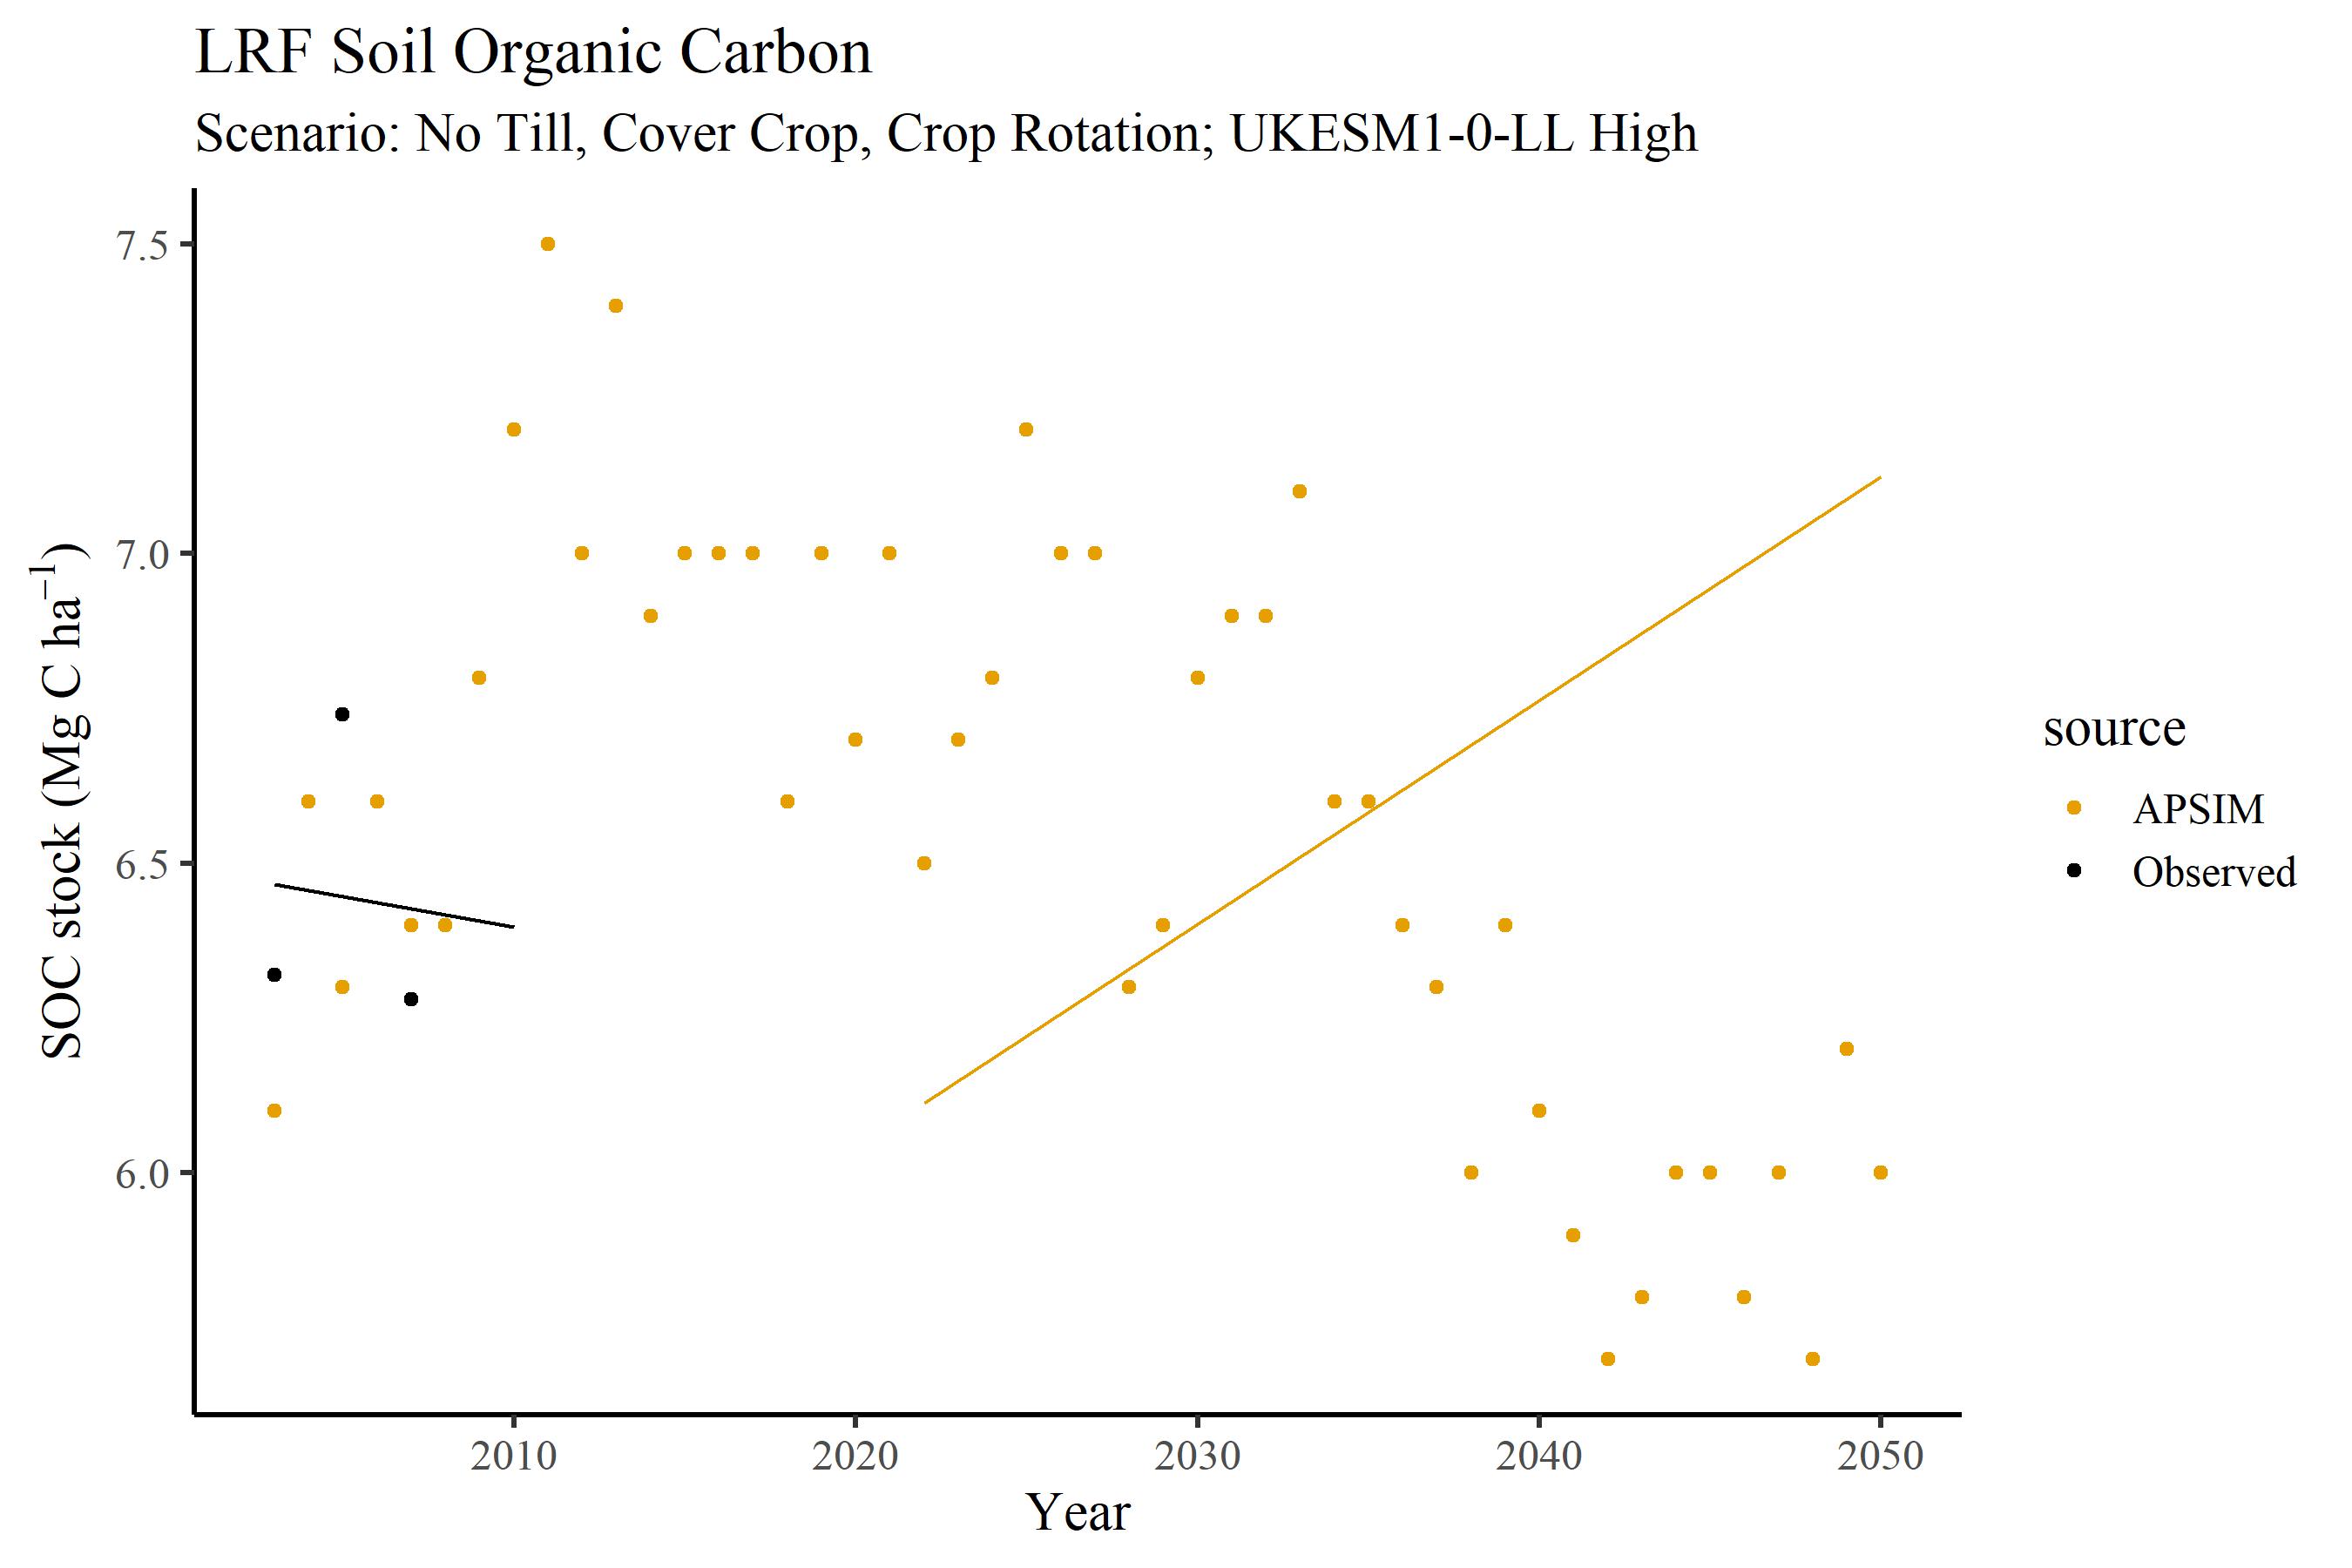 LRF Soil Organic Carbon
Scenario: No Till, Cover Crop, Crop Rotation; UKESM1-0-LL High
SOC stock (Mg C ha⁻¹)
7.5
7.0
6.5
6.0
2010 2020 2030 2040 2050
Year
source
APSIM
Observed